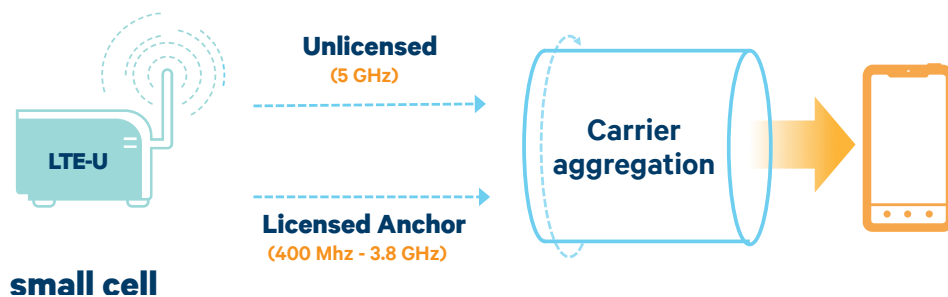 Unlicensed
(5 GHz)
LTE-U
Carrier
aggregation
Licensed Anchor
(400 Mhz - 3.8 GHz)
small cell